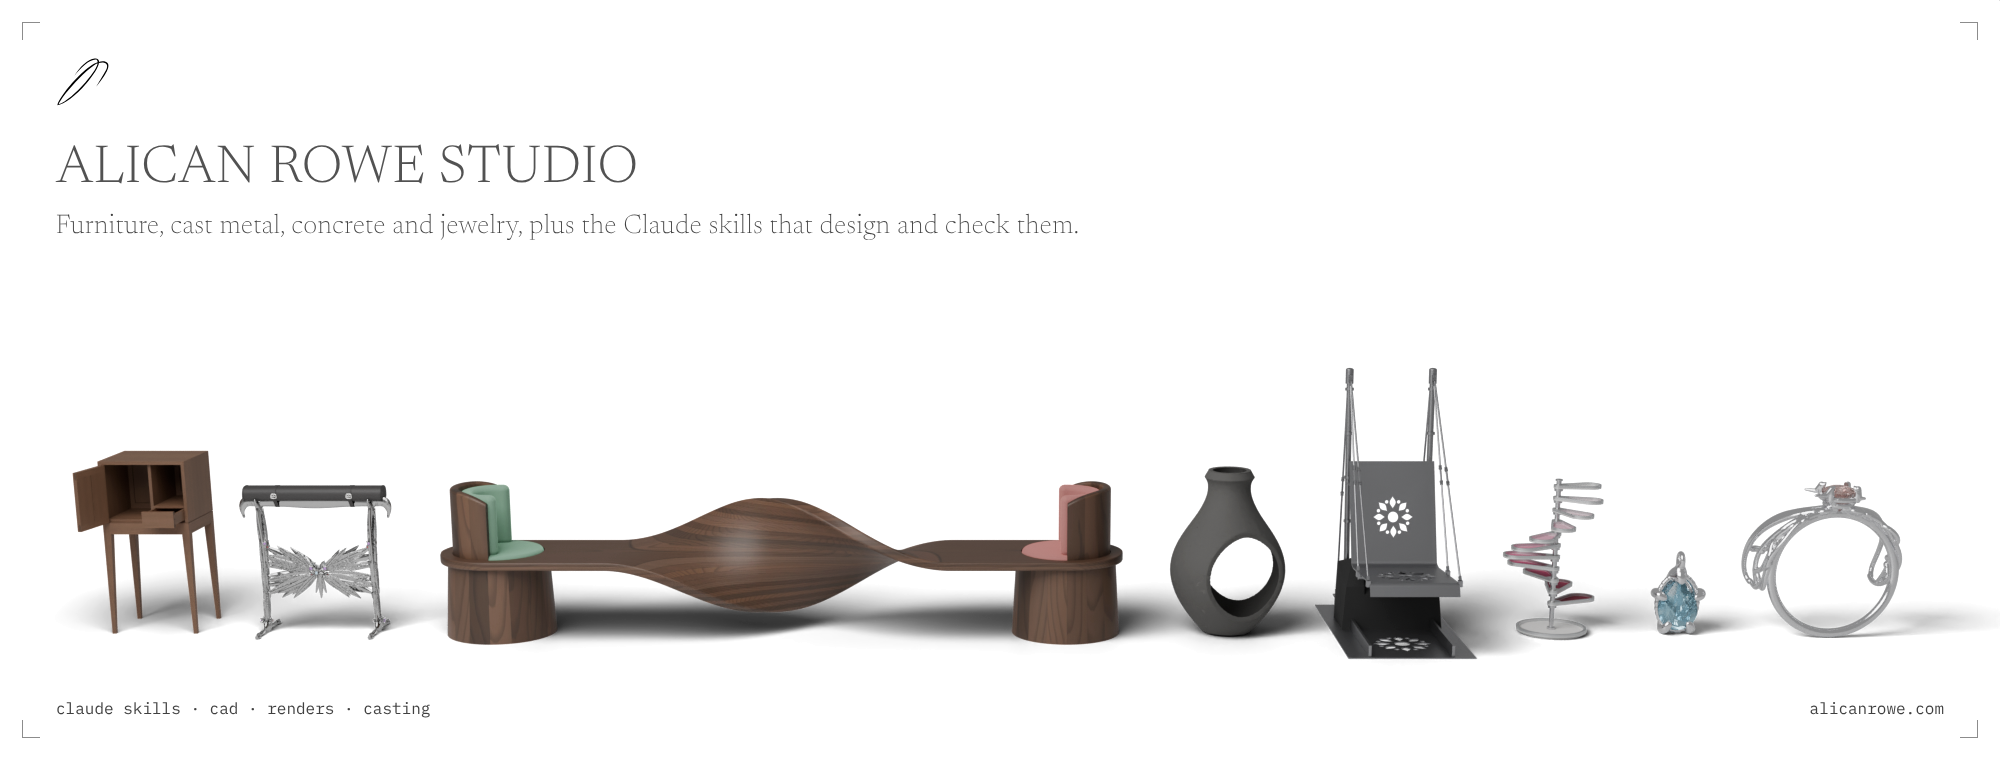 ALICAN ROWE STUDIO
Furniture, cast metal, concrete and jewelry, plus the Claude skills that design and check them.
claude skills · cad · renders · casting
alicanrowe.com